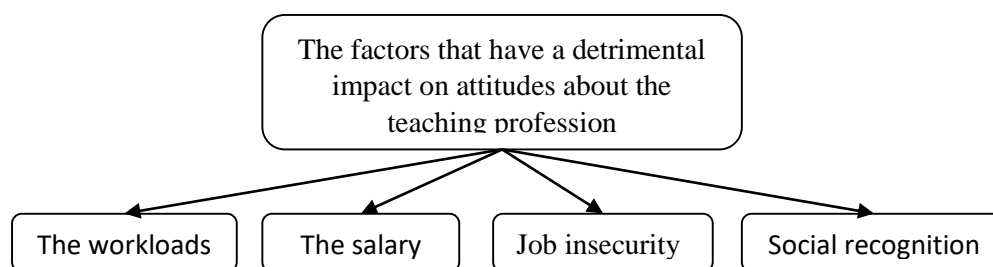 The factors that have a detrimental
impact on attitudes about the
teaching profession
The workloads
The salary
Job insecurity
Social recognition